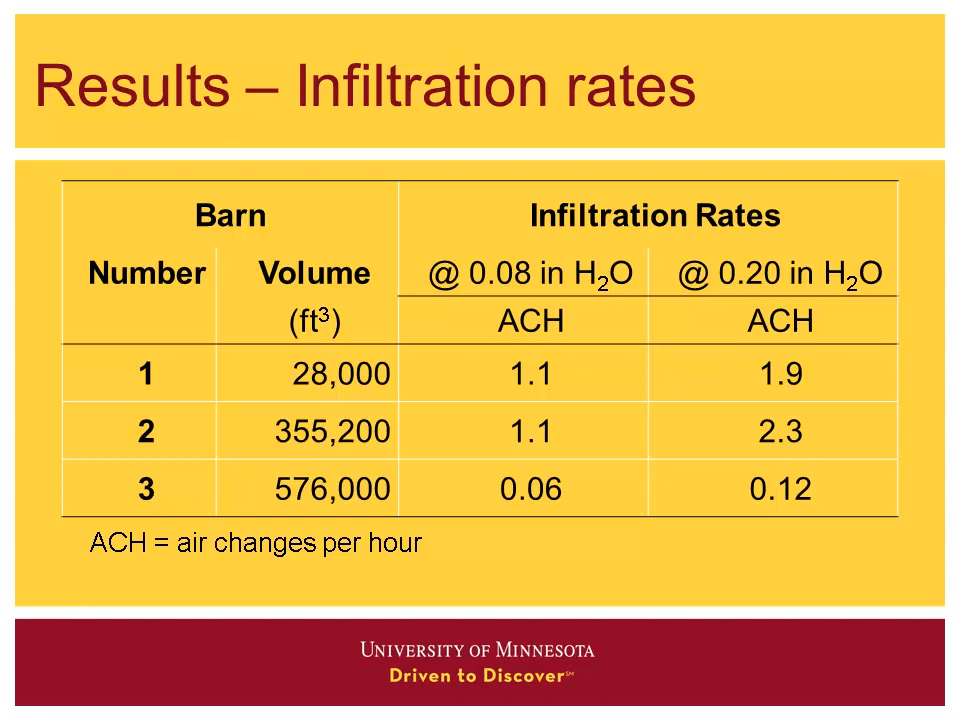 Results – Infiltration rates
Barn Infiltration Rates
Number Volume @ 0.08 in H₂O @ 0.20 in H₂O
(ft³) ACH ACH
1 28,000 1.1 1.9
2 355,200 1.1 2.3
3 576,000 0.06 0.12
ACH = air changes per hour
UNIVERSITY OF MINNESOTA
Driven to Discover℠